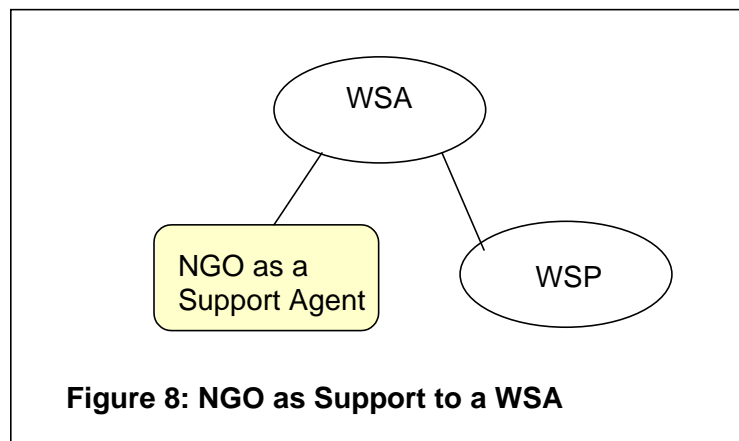 WSA
NGO as a
Support Agent
WSP
Figure 8: NGO as Support to a WSA